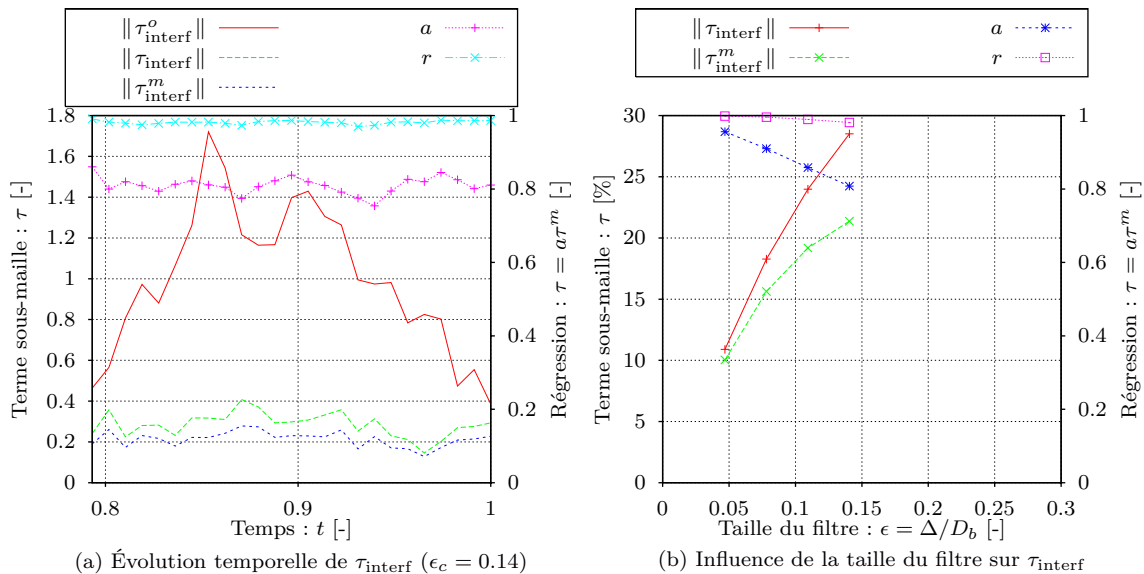 ‖ τ^o_interf ‖
‖ τ_interf ‖
‖ τ^m_interf ‖
a
r
1.8
1.6
1.4
1.2
1
0.8
0.6
0.4
0.2
0
Terme sous-maille : τ [-]
1
0.8
0.6
0.4
0.2
0
Régression : τ = aτ^m [-]
0.8 0.9 1
Temps : t [-]
(a) Évolution temporelle de τ_interf (ϵ_c = 0.14)
‖ τ_interf ‖
‖ τ^m_interf ‖
a
r
30
25
20
15
10
5
0
Terme sous-maille : τ [%]
1
0.8
0.6
0.4
0.2
0
Régression : τ = aτ^m [-]
0 0.05 0.10 0.15 0.2 0.25 0.3
Taille du filtre : ϵ = Δ/D_b [-]
(b) Influence de la taille du filtre sur τ_interf